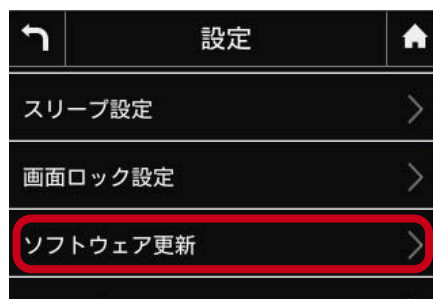 設定
スリープ設定
画面ロック設定
ソフトウェア更新